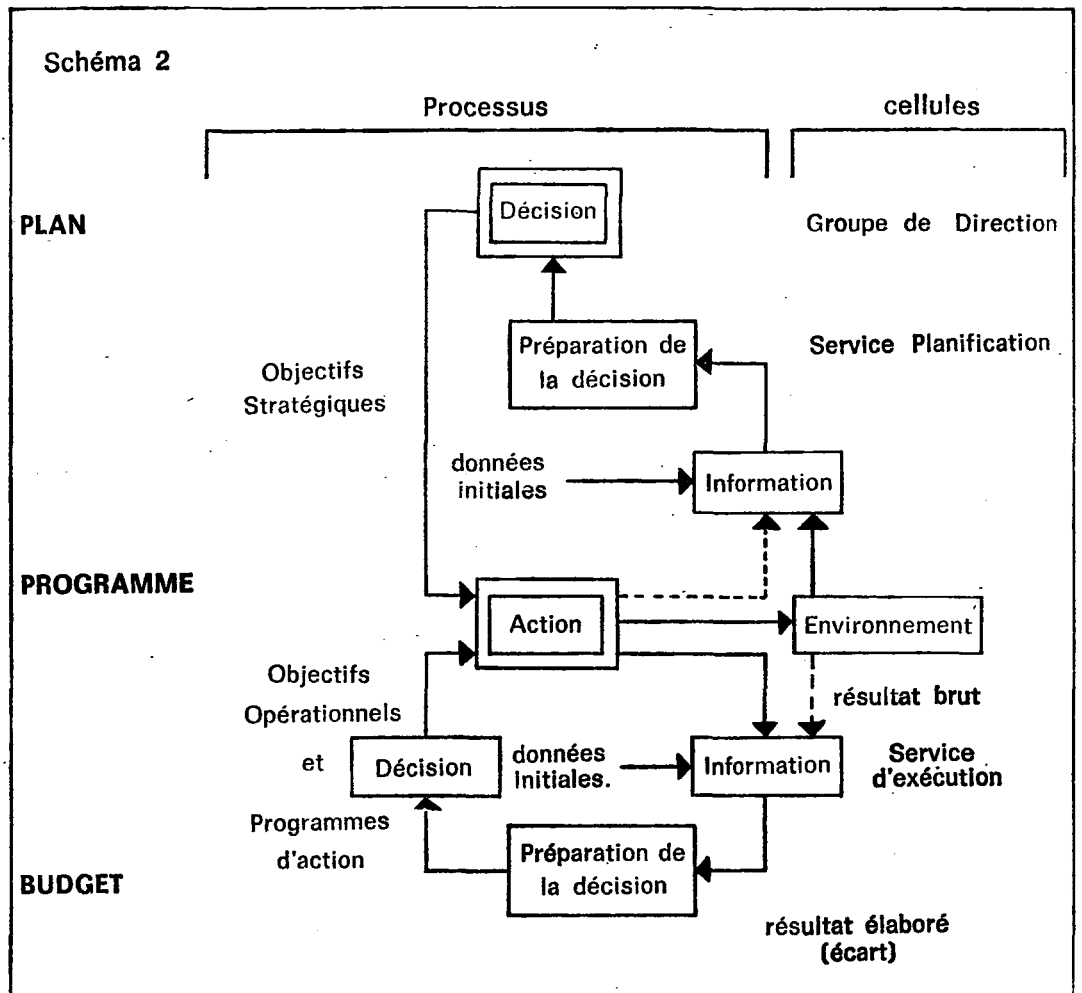 Schéma 2
Processus
cellules
PLAN
Décision
Groupe de Direction
Préparation de
la décision
Service Planification
Objectifs
Stratégiques
données
initiales
Information
PROGRAMME
Action
Environnement
Objectifs
Opérationnels
et
résultat brut
Décision
données
initiales.
Information
Service
d'exécution
Programmes
d'action
Préparation de
la décision
BUDGET
résultat élaboré
(écart)